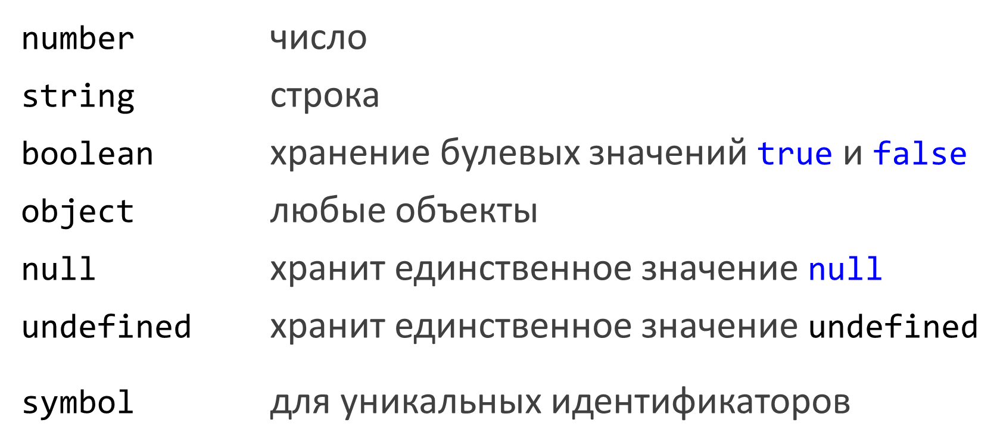 number число
string строка
boolean хранение булевых значений true и false
object любые объекты
null хранит единственное значение null
undefined хранит единственное значение undefined
symbol для уникальных идентификаторов